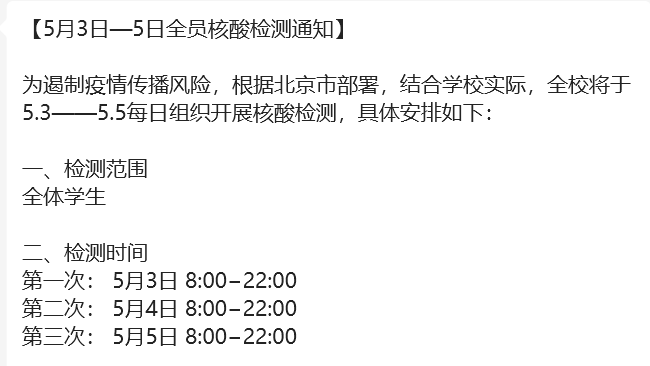 【5月3日—5日全员核酸检测通知】
为遏制疫情传播风险，根据北京市部署，结合学校实际，全校将于
5.3——5.5每日组织开展核酸检测，具体安排如下：
一、检测范围
全体学生
二、检测时间
第一次： 5月3日 8:00−22:00
第二次： 5月4日 8:00−22:00
第三次： 5月5日 8:00−22:00